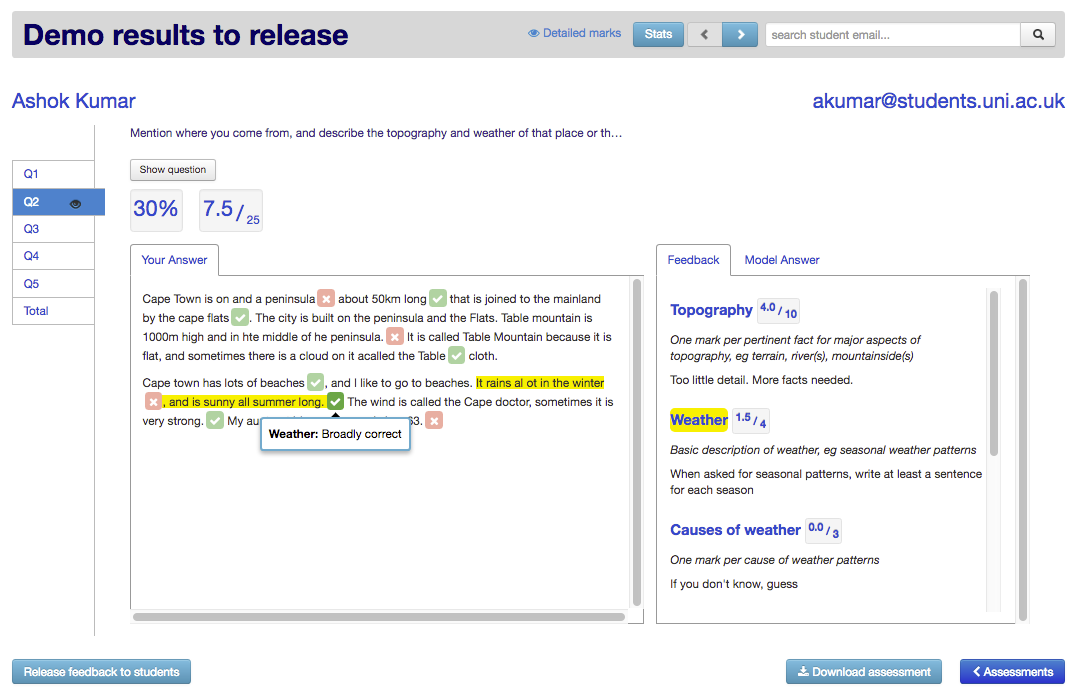 Demo results to release
Detailed marks
Stats
search student email...
Ashok Kumar
akumar@students.uni.ac.uk
Mention where you come from, and describe the topography and weather of that place or th...
Show question
Q1
Q2
Q3
Q4
Q5
Total
30%
7.5 / 25
Your Answer
Cape Town is on and a peninsula about 50km long that is joined to the mainland
by the cape flats . The city is built on the peninsula and the Flats. Table mountain is
1000m high and in hte middle of he peninsula. It is called Table Mountain because it is
flat, and sometimes there is a cloud on it acalled the Table cloth.
Cape town has lots of beaches , and I like to go to beaches. It rains al ot in the winter
, and is sunny all summer long. The wind is called the Cape doctor, sometimes it is
very strong. My au 63.
Weather: Broadly correct
Feedback
Model Answer
Topography 4.0 / 10
One mark per pertinent fact for major aspects of
topography, eg terrain, river(s), mountainside(s)
Too little detail. More facts needed.
Weather 1.5 / 4
Basic description of weather, eg seasonal weather patterns
When asked for seasonal patterns, write at least a sentence
for each season
Causes of weather 0.0 / 3
One mark per cause of weather patterns
If you don't know, guess
Release feedback to students
Download assessment
Assessments